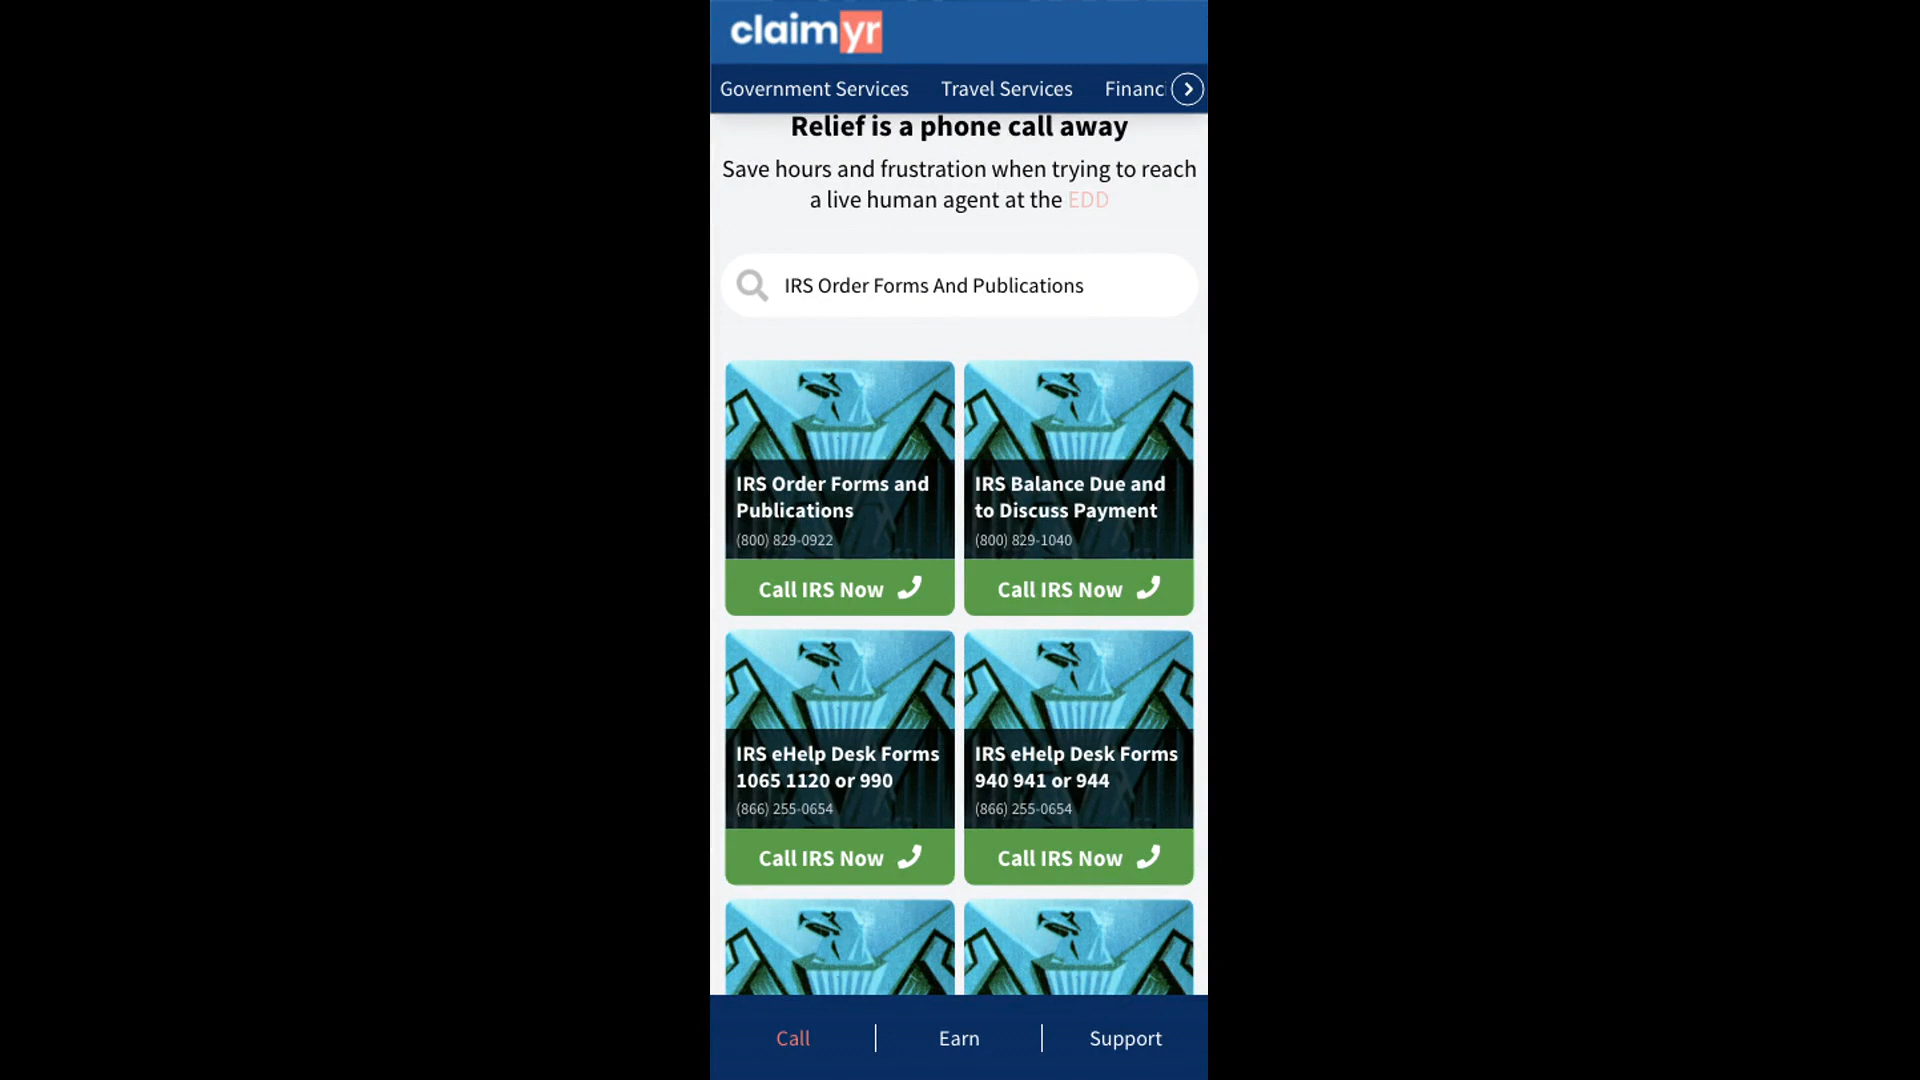 claimyr
Government Services Travel Services Financ
Relief is a phone call away
Save hours and frustration when trying to reach
a live human agent at the EDD
IRS Order Forms And Publications
IRS Order Forms and
Publications
(800) 829-0922
Call IRS Now
IRS Balance Due and
to Discuss Payment
(800) 829-1040
Call IRS Now
IRS eHelp Desk Forms
1065 1120 or 990
(866) 255-0654
Call IRS Now
IRS eHelp Desk Forms
940 941 or 944
(866) 255-0654
Call IRS Now
Call Earn Support